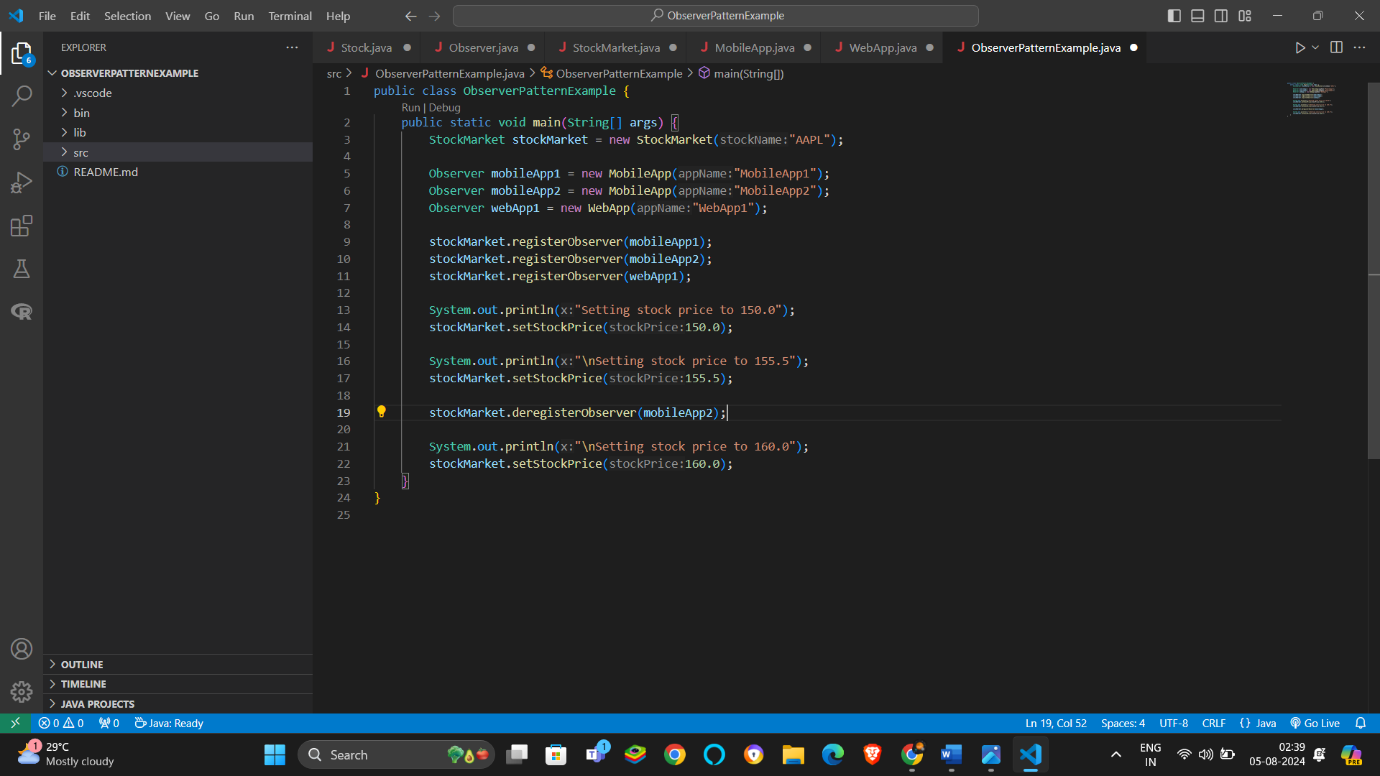 File Edit Selection View Go Run Terminal Help
ObserverPatternExample
EXPLORER
OBSERVERPATTERNEXAMPLE
.vscode
bin
lib
src
README.md
OUTLINE
TIMELINE
JAVA PROJECTS
6
J Stock.java J Observer.java J StockMarket.java J MobileApp.java J WebApp.java J ObserverPatternExample.java
src > J ObserverPatternExample.java > ObserverPatternExample > main(String[])
1 public class ObserverPatternExample {
Run | Debug
2 public static void main(String[] args) {
3 StockMarket stockMarket = new StockMarket(stockName:"AAPL");
4
5 Observer mobileApp1 = new MobileApp(appName:"MobileApp1");
6 Observer mobileApp2 = new MobileApp(appName:"MobileApp2");
7 Observer webApp1 = new WebApp(appName:"WebApp1");
8
9 stockMarket.registerObserver(mobileApp1);
10 stockMarket.registerObserver(mobileApp2);
11 stockMarket.registerObserver(webApp1);
12
13 System.out.println(x:"Setting stock price to 150.0");
14 stockMarket.setStockPrice(stockPrice:150.0);
15
16 System.out.println(x:"\nSetting stock price to 155.5");
17 stockMarket.setStockPrice(stockPrice:155.5);
18
19 stockMarket.deregisterObserver(mobileApp2);
20
21 System.out.println(x:"\nSetting stock price to 160.0");
22 stockMarket.setStockPrice(stockPrice:160.0);
23 }
24 }
25
0 0 0 Java: Ready Ln 19, Col 52 Spaces: 4 UTF-8 CRLF {} Java Go Live
1 29°C
Mostly cloudy
Search
1
ENG
IN
02:39
05-08-2024
PRE